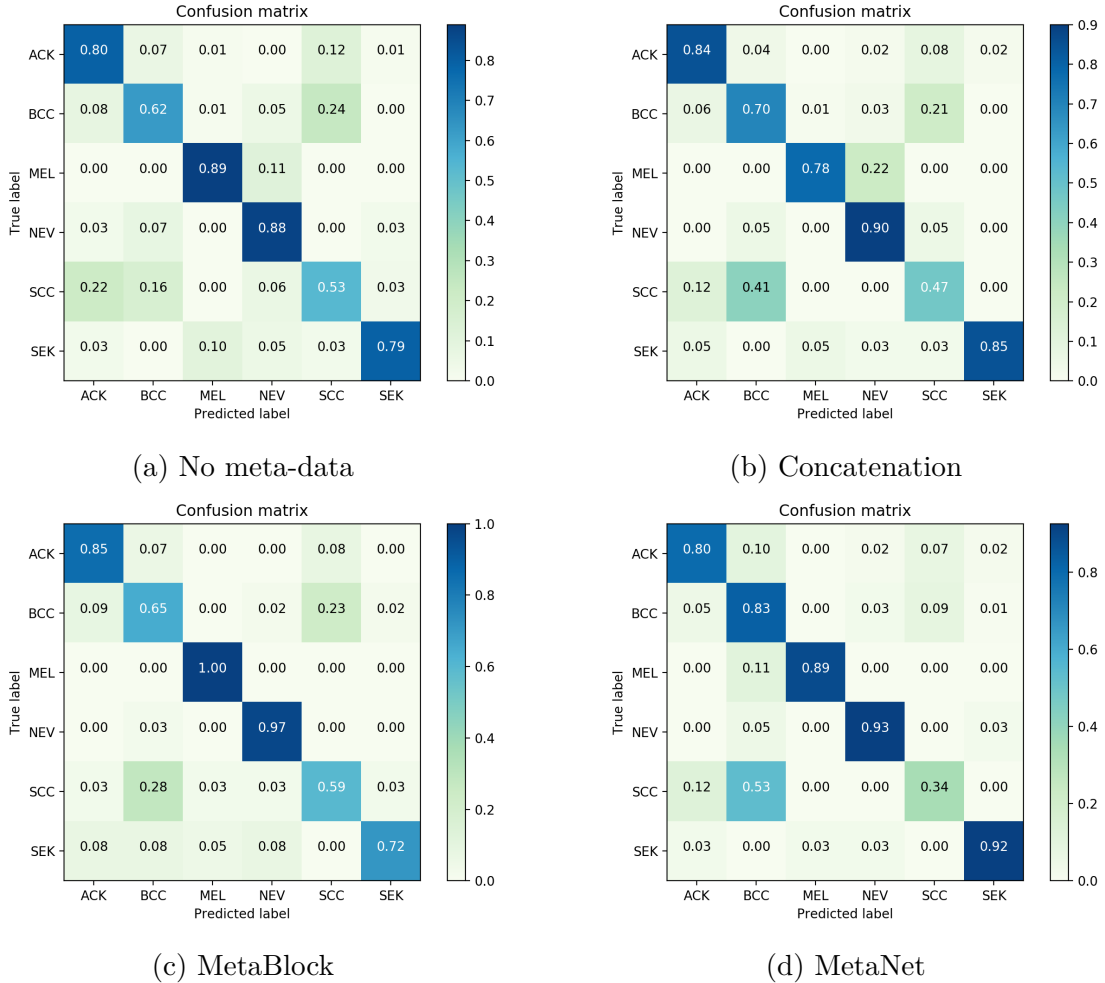 Confusion matrix
ACK 0.80 0.07 0.01 0.00 0.12 0.01
BCC 0.08 0.62 0.01 0.05 0.24 0.00
MEL 0.00 0.00 0.89 0.11 0.00 0.00
NEV 0.03 0.07 0.00 0.88 0.00 0.03
SCC 0.22 0.16 0.00 0.06 0.53 0.03
SEK 0.03 0.00 0.10 0.05 0.03 0.79
ACK BCC MEL NEV SCC SEK
Predicted label
True label
0.8
0.7
0.6
0.5
0.4
0.3
0.2
0.1
0.0
(a) No meta-data
Confusion matrix
ACK 0.84 0.04 0.00 0.02 0.08 0.02
BCC 0.06 0.70 0.01 0.03 0.21 0.00
MEL 0.00 0.00 0.78 0.22 0.00 0.00
NEV 0.00 0.05 0.00 0.90 0.05 0.00
SCC 0.12 0.41 0.00 0.00 0.47 0.00
SEK 0.05 0.00 0.05 0.03 0.03 0.85
ACK BCC MEL NEV SCC SEK
Predicted label
True label
0.9
0.8
0.7
0.6
0.5
0.4
0.3
0.2
0.1
0.0
(b) Concatenation
Confusion matrix
ACK 0.85 0.07 0.00 0.00 0.08 0.00
BCC 0.09 0.65 0.00 0.02 0.23 0.02
MEL 0.00 0.00 1.00 0.00 0.00 0.00
NEV 0.00 0.03 0.00 0.97 0.00 0.00
SCC 0.03 0.28 0.03 0.03 0.59 0.03
SEK 0.08 0.08 0.05 0.08 0.00 0.72
ACK BCC MEL NEV SCC SEK
Predicted label
True label
1.0
0.8
0.6
0.4
0.2
0.0
(c) MetaBlock
Confusion matrix
ACK 0.80 0.10 0.00 0.02 0.07 0.02
BCC 0.05 0.83 0.00 0.03 0.09 0.01
MEL 0.00 0.11 0.89 0.00 0.00 0.00
NEV 0.00 0.05 0.00 0.93 0.00 0.03
SCC 0.12 0.53 0.00 0.00 0.34 0.00
SEK 0.03 0.00 0.03 0.03 0.00 0.92
ACK BCC MEL NEV SCC SEK
Predicted label
True label
0.8
0.6
0.4
0.2
0.0
(d) MetaNet